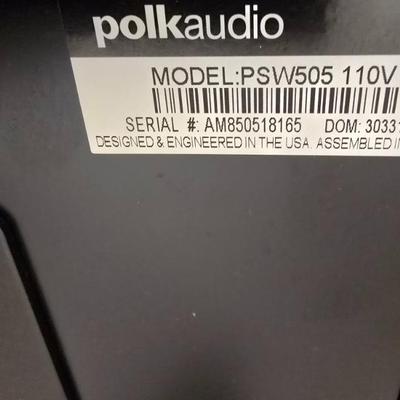 polkaudio
MODEL:PSW505 110V
SERIAL #: AM850518165 DOM: 30331
DESIGNED & ENGINEERED IN THE USA. ASSEMBLED IN